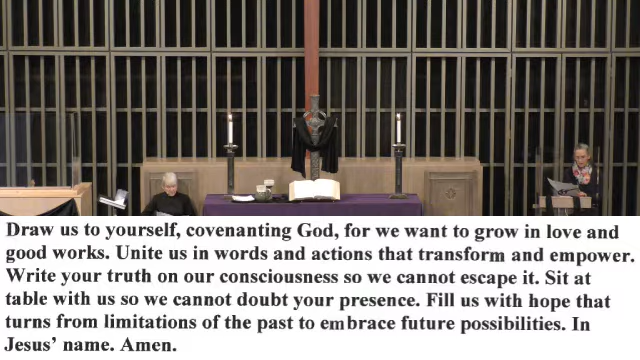 Draw us to yourself, covenanting God, for we want to grow in love and
good works. Unite us in words and actions that transform and empower.
Write your truth on our consciousness so we cannot escape it. Sit at
table with us so we cannot doubt your presence. Fill us with hope that
turns from limitations of the past to embrace future possibilities. In
Jesus’ name. Amen.